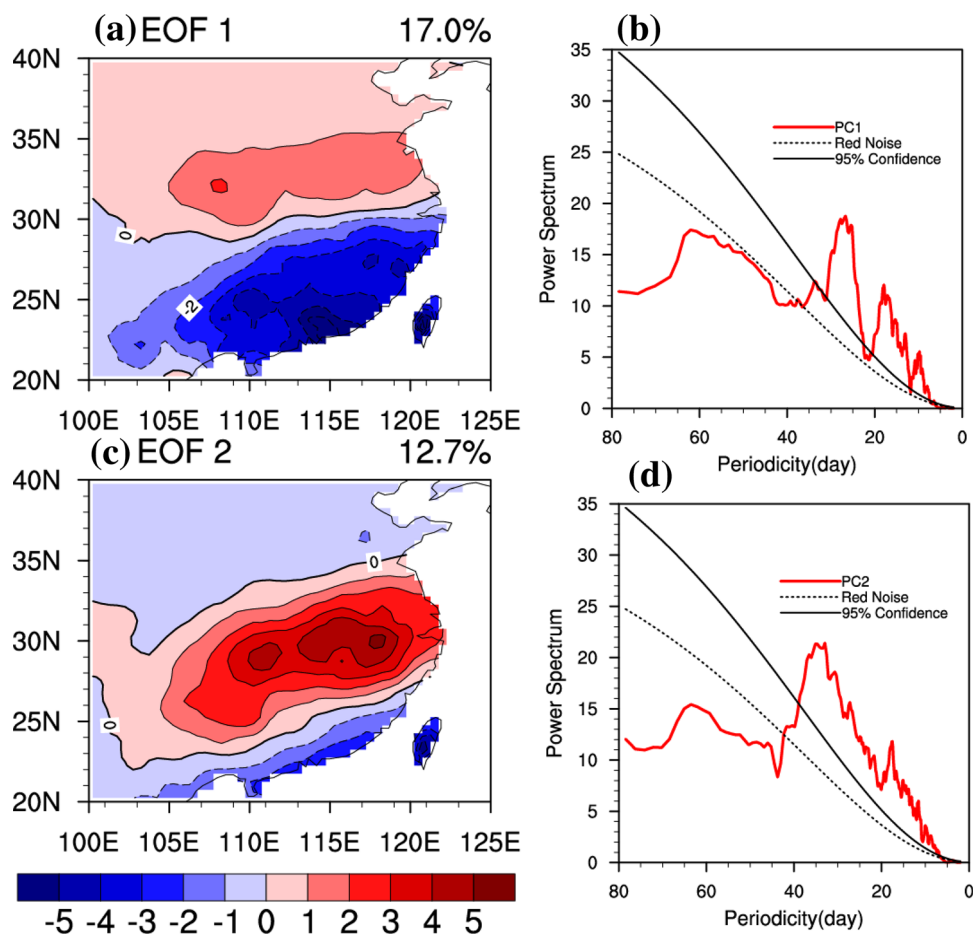 (a) EOF 1 17.0%
40N
35N
30N
25N
20N
0
-2
100E 105E 110E 115E 120E 125E
(b)
35
30
25
20
15
10
5
0
Power Spectrum
PC1
Red Noise
95% Confidence
80 60 40 20 0
Periodicity(day)
(c) EOF 2 12.7%
40N
35N
30N
25N
20N
0
0
100E 105E 110E 115E 120E 125E
-5 -4 -3 -2 -1 0 1 2 3 4 5
(d)
35
30
25
20
15
10
5
0
Power Spectrum
PC2
Red Noise
95% Confidence
80 60 40 20 0
Periodicity(day)